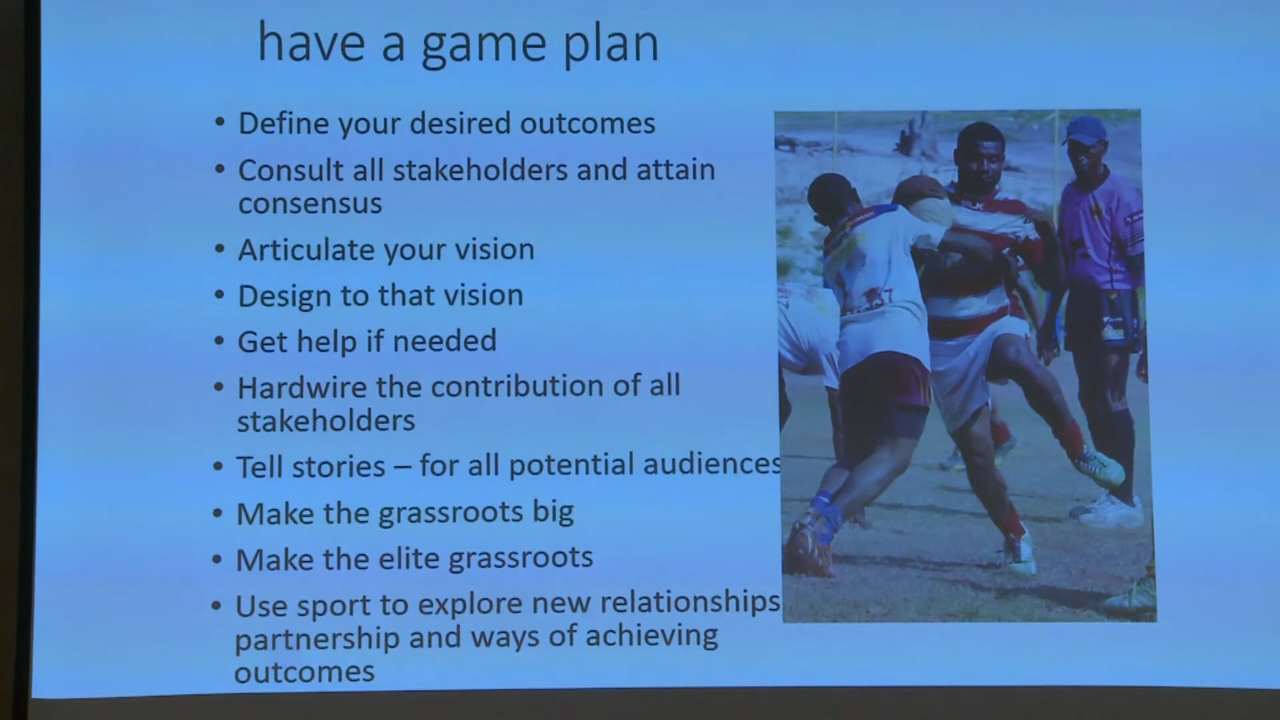 have a game plan
• Define your desired outcomes
• Consult all stakeholders and attain
consensus
• Articulate your vision
• Design to that vision
• Get help if needed
• Hardwire the contribution of all
stakeholders
• Tell stories – for all potential audiences
• Make the grassroots big
• Make the elite grassroots
• Use sport to explore new relationships
partnership and ways of achieving
outcomes